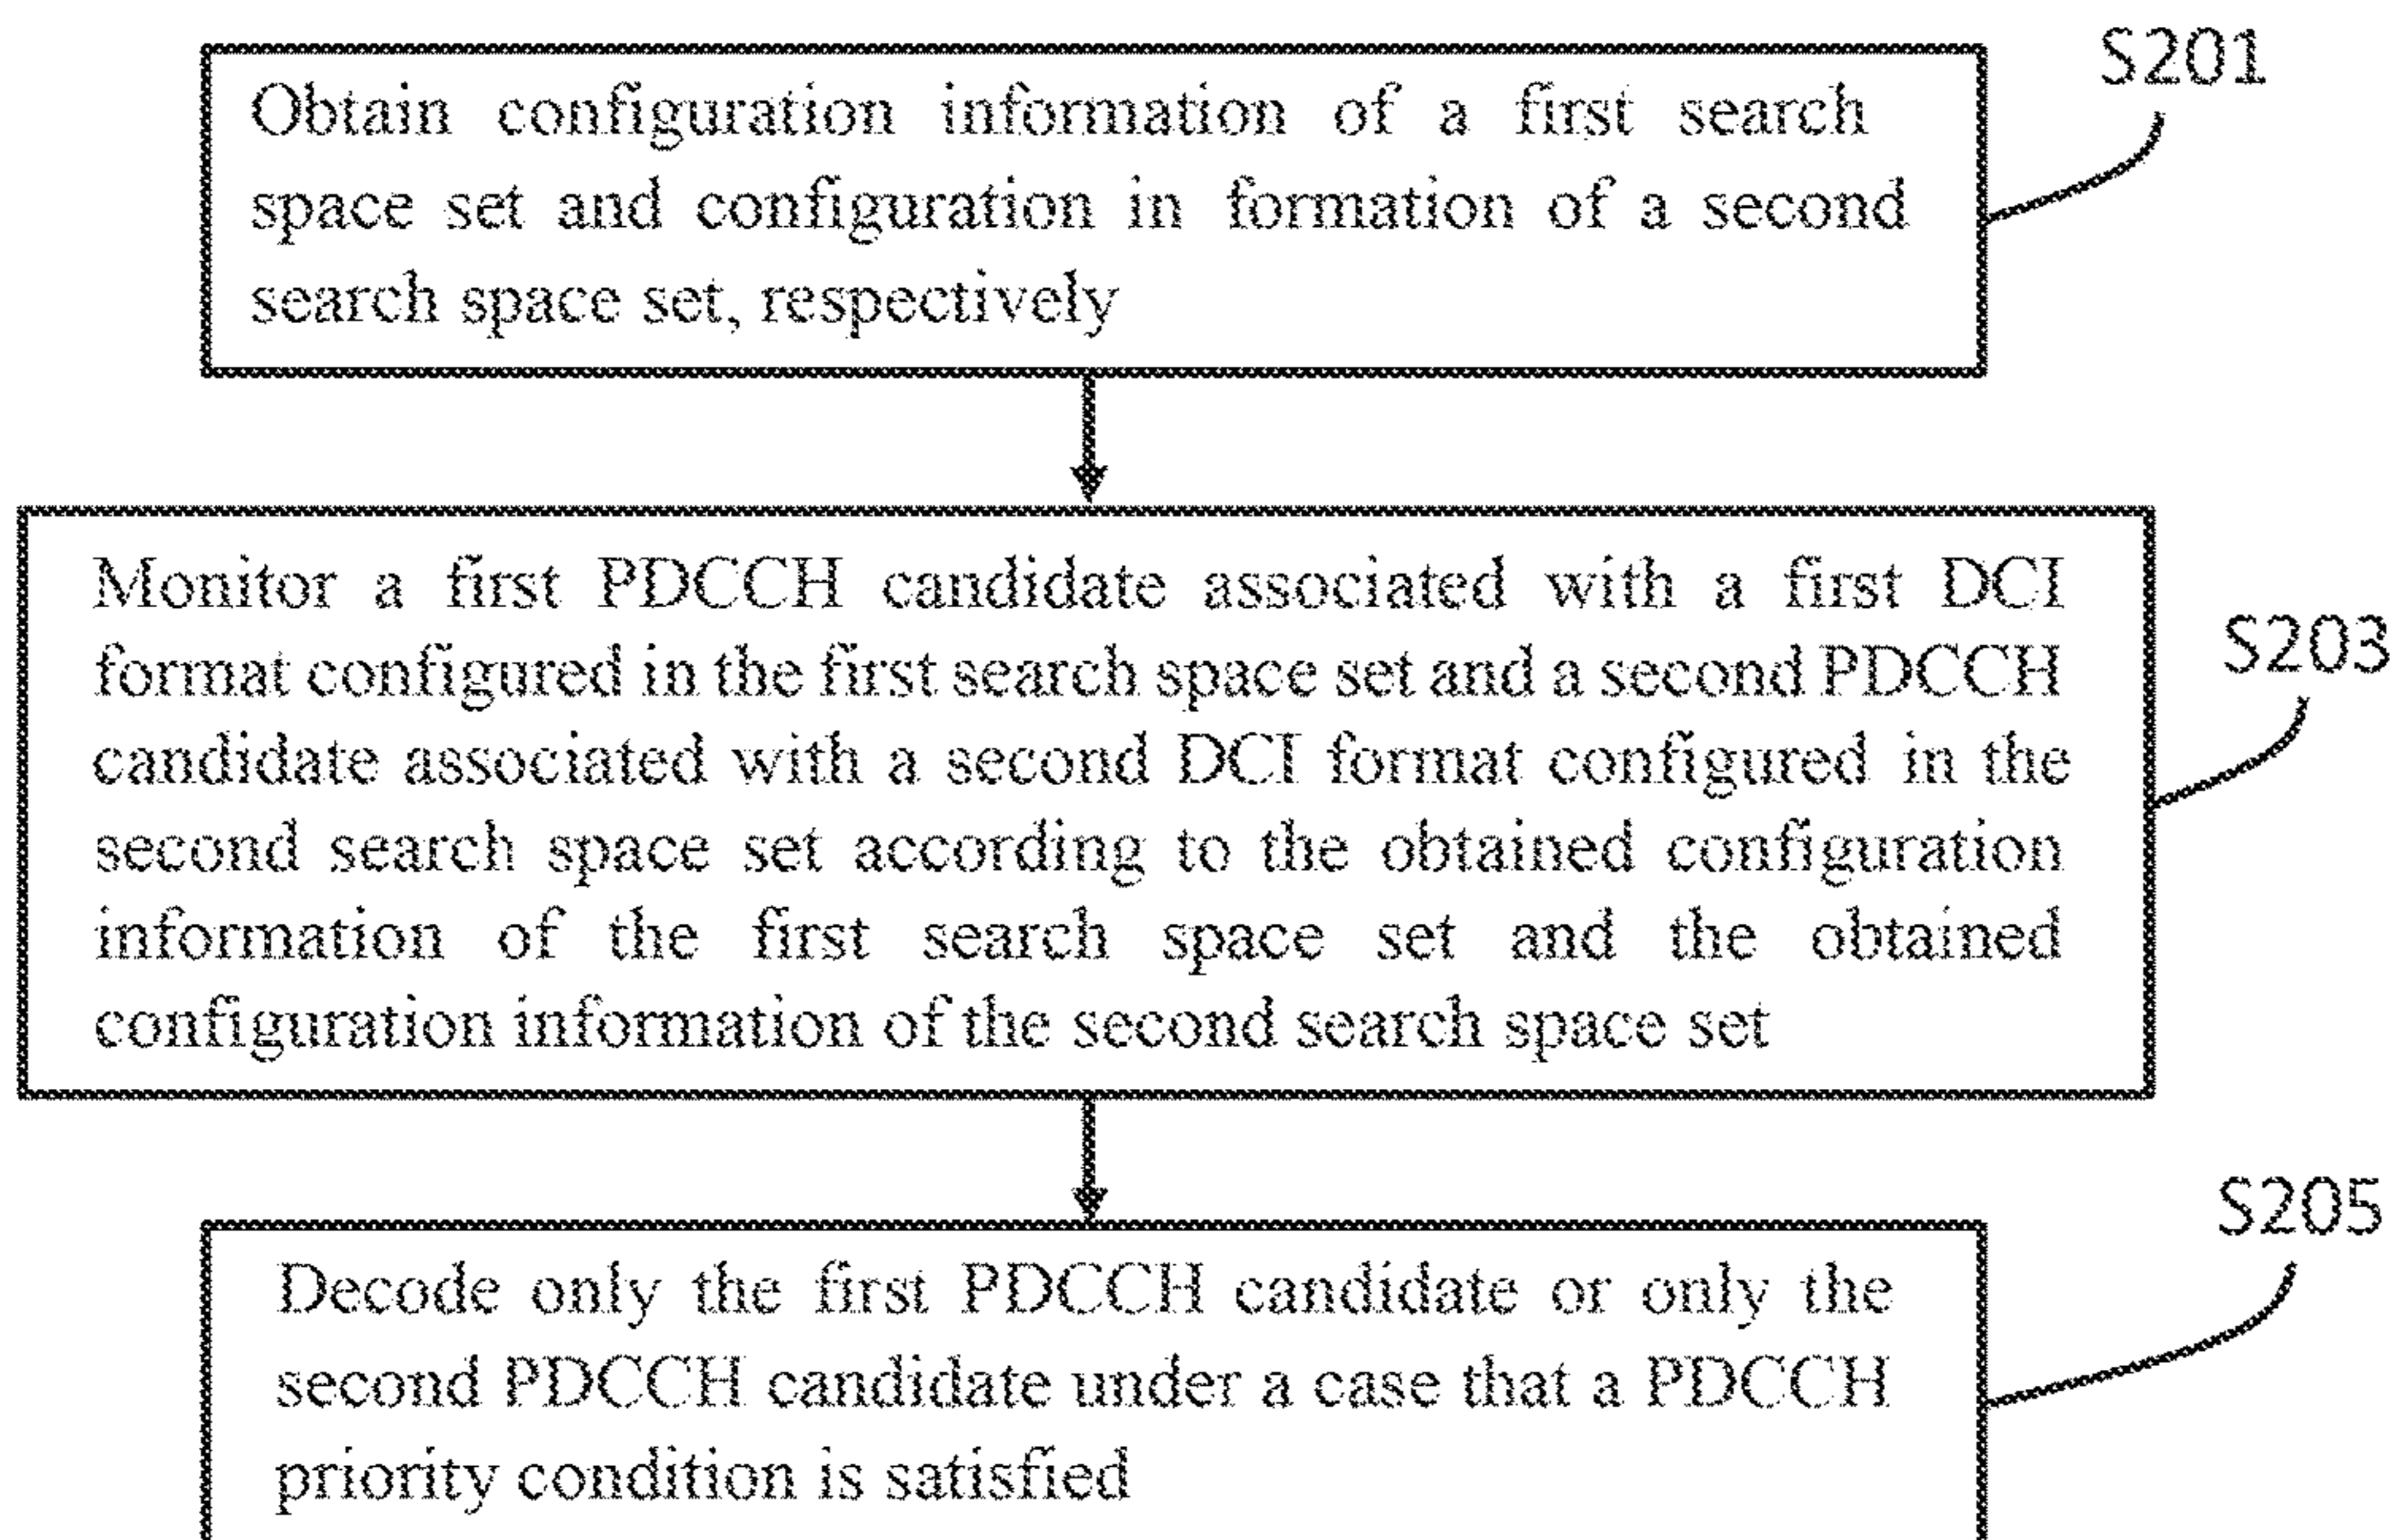 S201
Obtain configuration information of a first search
space set and configuration in formation of a second
search space set, respectively
Monitor a first PDCCH candidate associated with a first DCI
format configured in the first search space set and a second PDCCH
candidate associated with a second DCI format configured in the
second search space set according to the obtained configuration
information of the first search space set and the obtained
configuration information of the second search space set
S203
S205
Decode only the first PDCCH candidate or only the
second PDCCH candidate under a case that a PDCCH
priority condition is satisfied